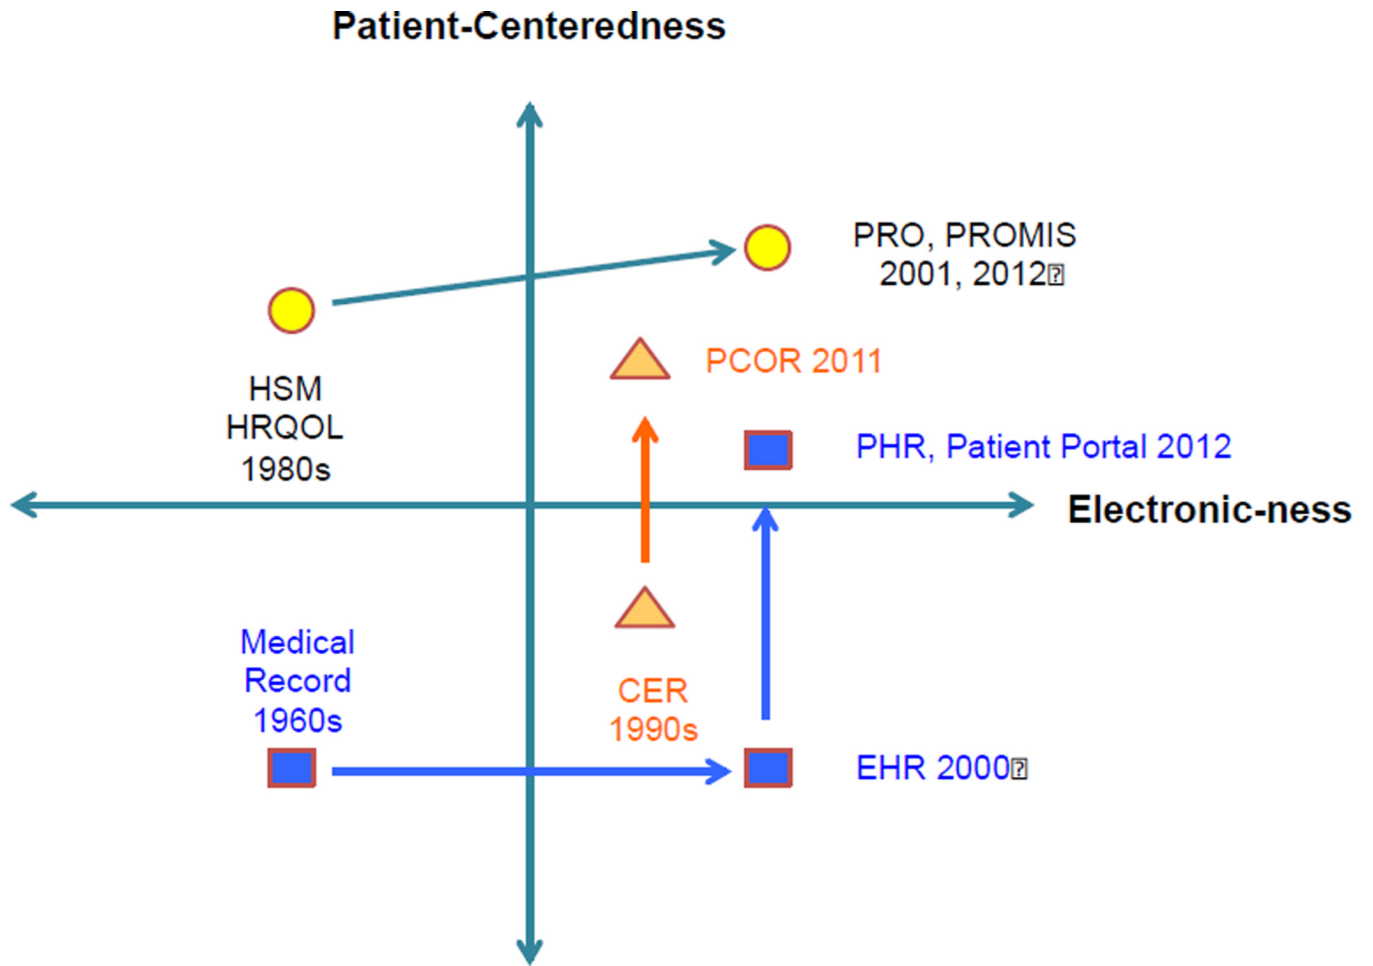 Patient-Centeredness
PRO, PROMIS
2001, 2012
HSM
HRQOL
1980s
PCOR 2011
PHR, Patient Portal 2012
Electronic-ness
Medical
Record
1960s
CER
1990s
EHR 2000